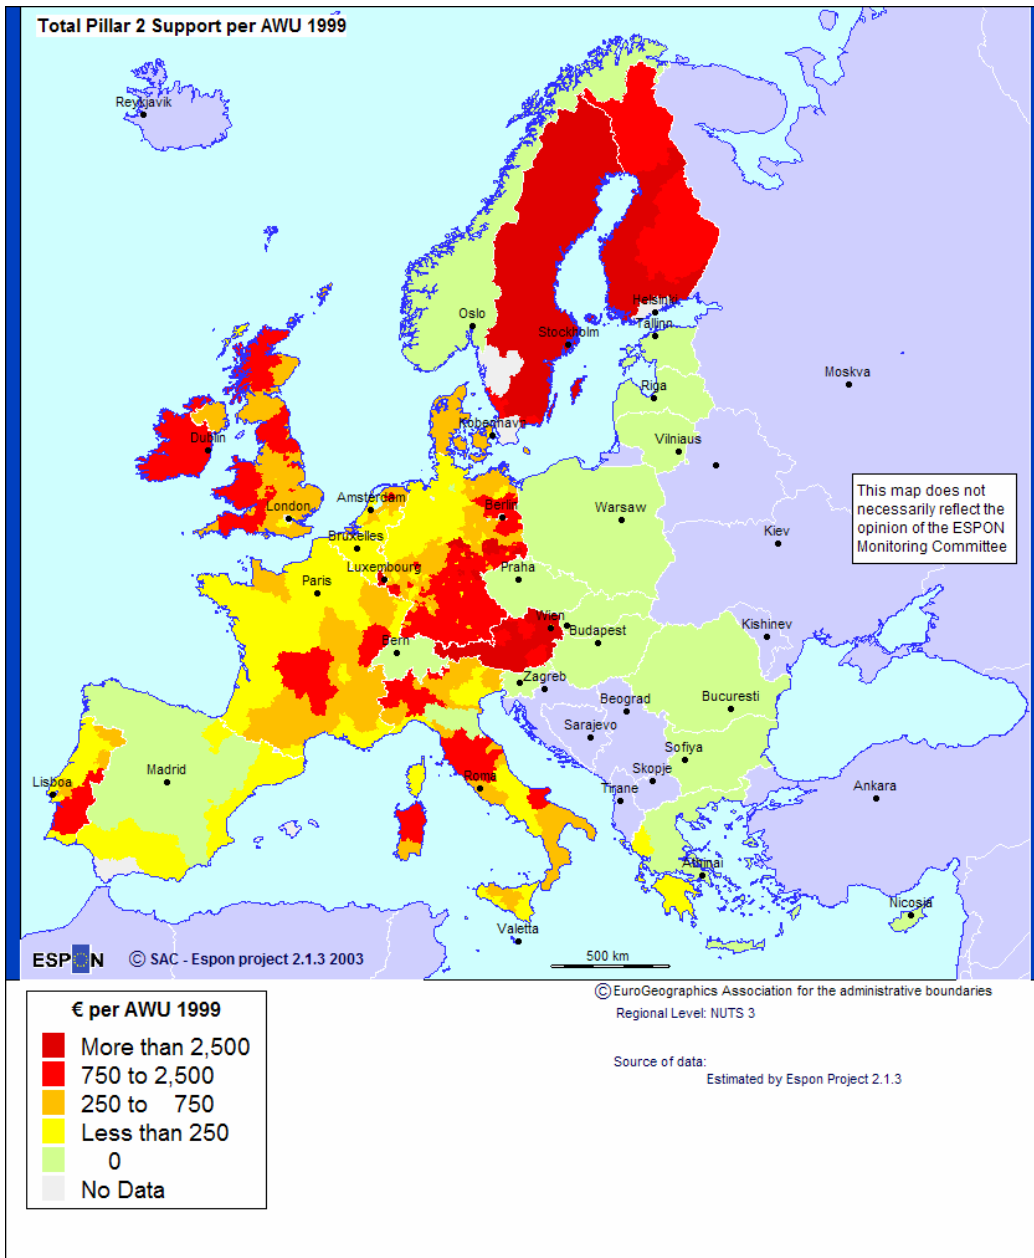 Total Pillar 2 Support per AWU 1999
Reykjavik
Helsinki
Oslo
Tallinn
Stockholm
Moskva
Riga
Kobenhavn
Dublin
Vilniaus
This map does not
necessarily reflect the
opinion of the ESPON
Monitoring Committee
Amsterdam
London
Berlin
Warsaw
Kiev
Bruxelles
Luxembourg
Praha
Paris
Wien
Kishinev
Budapest
Bern
Zagreb
Beograd
Bucuresti
Sarajevo
Sofiya
Madrid
Lisboa
Roma
Skopje
Tirane
Ankara
Athinai
Nicosia
Valetta
ESPON
© SAC - Espon project 2.1.3 2003
500 km
© EuroGeographics Association for the administrative boundaries
Regional Level: NUTS 3
Source of data:
Estimated by Espon Project 2.1.3
€ per AWU 1999
More than 2,500
750 to 2,500
250 to 750
Less than 250
0
No Data